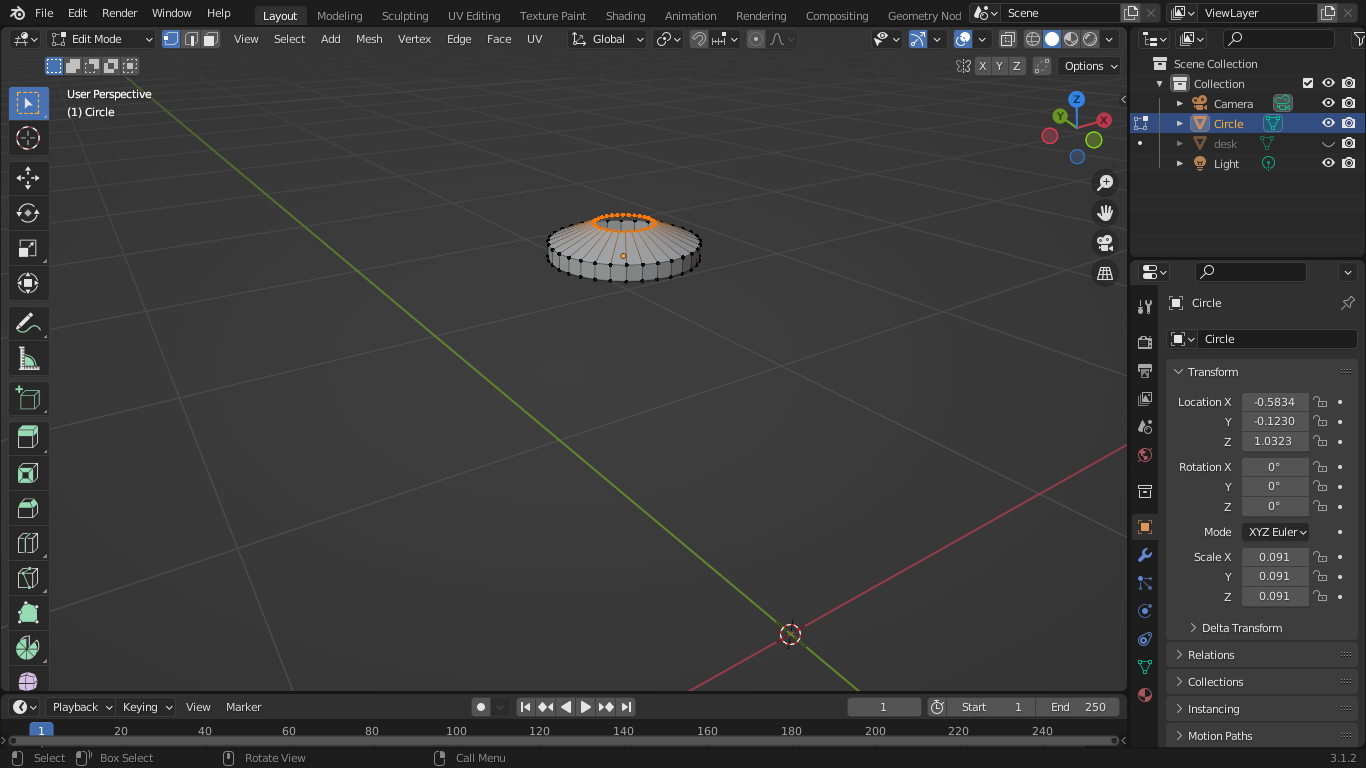 File Edit Render Window Help Layout Modeling Sculpting UV Editing Texture Paint Shading Animation Rendering Compositing Geometry Nod Scene ViewLayer
Edit Mode View Select Add Mesh Vertex Edge Face UV Global
X Y Z Options
User Perspective
(1) Circle
Z
Y
X
Scene Collection
Collection
Camera
Circle
desk
Light
Circle
Circle
Transform
Location X -0.5834
Y -0.1230
Z 1.0323
Rotation X 0°
Y 0°
Z 0°
Mode XYZ Euler
Scale X 0.091
Y 0.091
Z 0.091
Delta Transform
Relations
Collections
Instancing
Motion Paths
Playback Keying View Marker 1 Start 1 End 250
1 20 40 60 80 100 120 140 160 180 200 220 240
Select Box Select Rotate View Call Menu 3.1.2